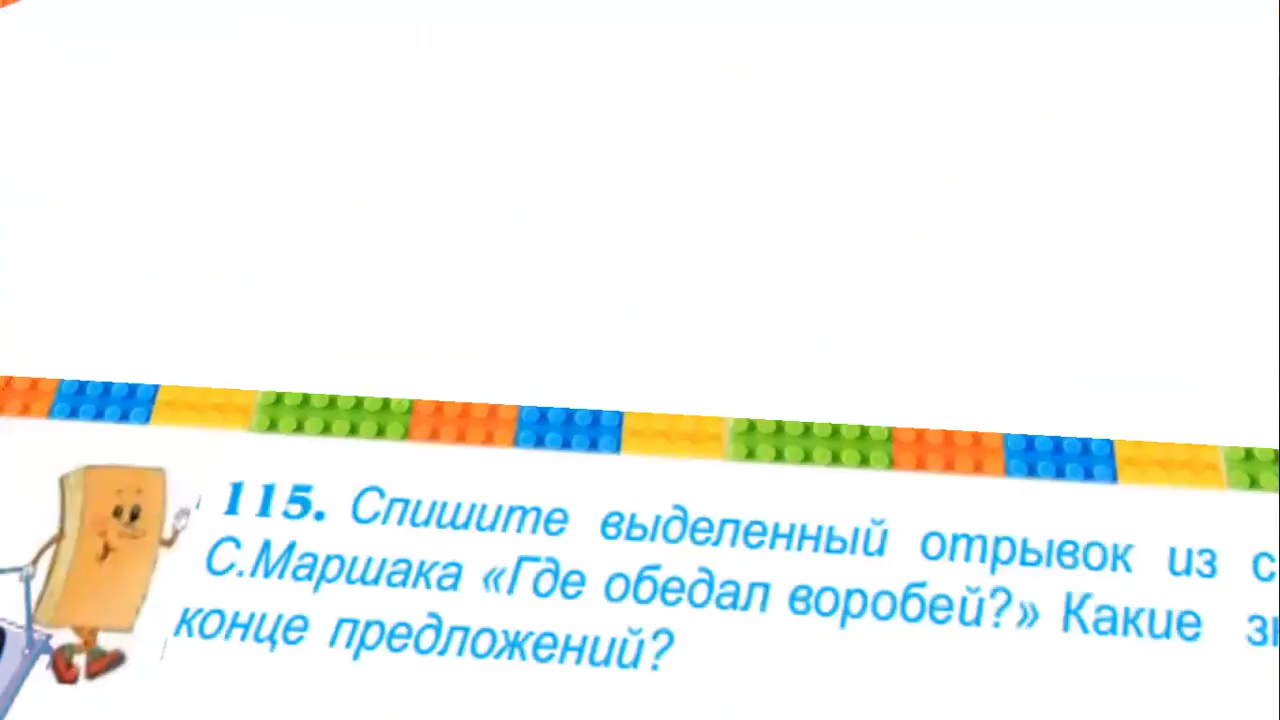 115. Спишите выделенный отрывок из
С.Маршака «Где обедал воробей?» Какие
конце предложений?